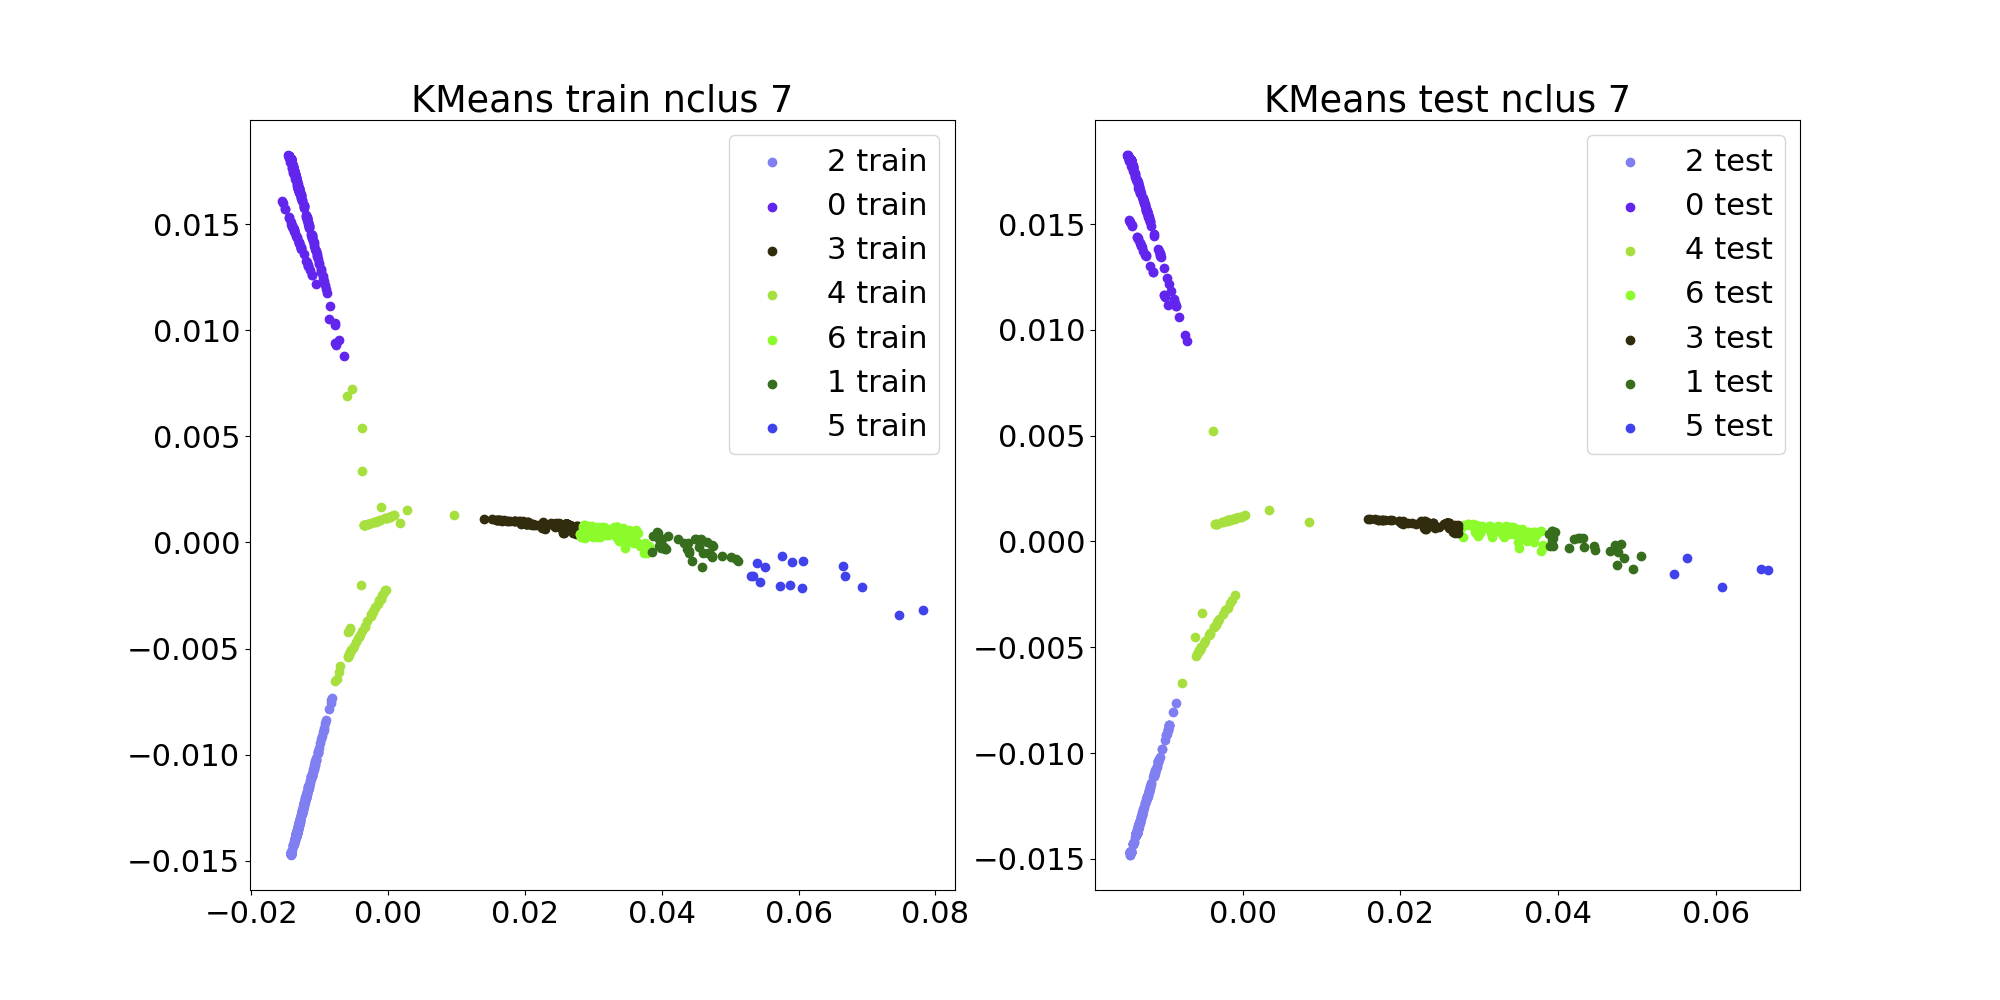 KMeans train nclus 7
2 train
0 train
3 train
4 train
6 train
1 train
5 train
0.015
0.010
0.005
0.000
−0.005
−0.010
−0.015
−0.02 0.00 0.02 0.04 0.06 0.08
KMeans test nclus 7
2 test
0 test
4 test
6 test
3 test
1 test
5 test
0.015
0.010
0.005
0.000
−0.005
−0.010
−0.015
0.00 0.02 0.04 0.06